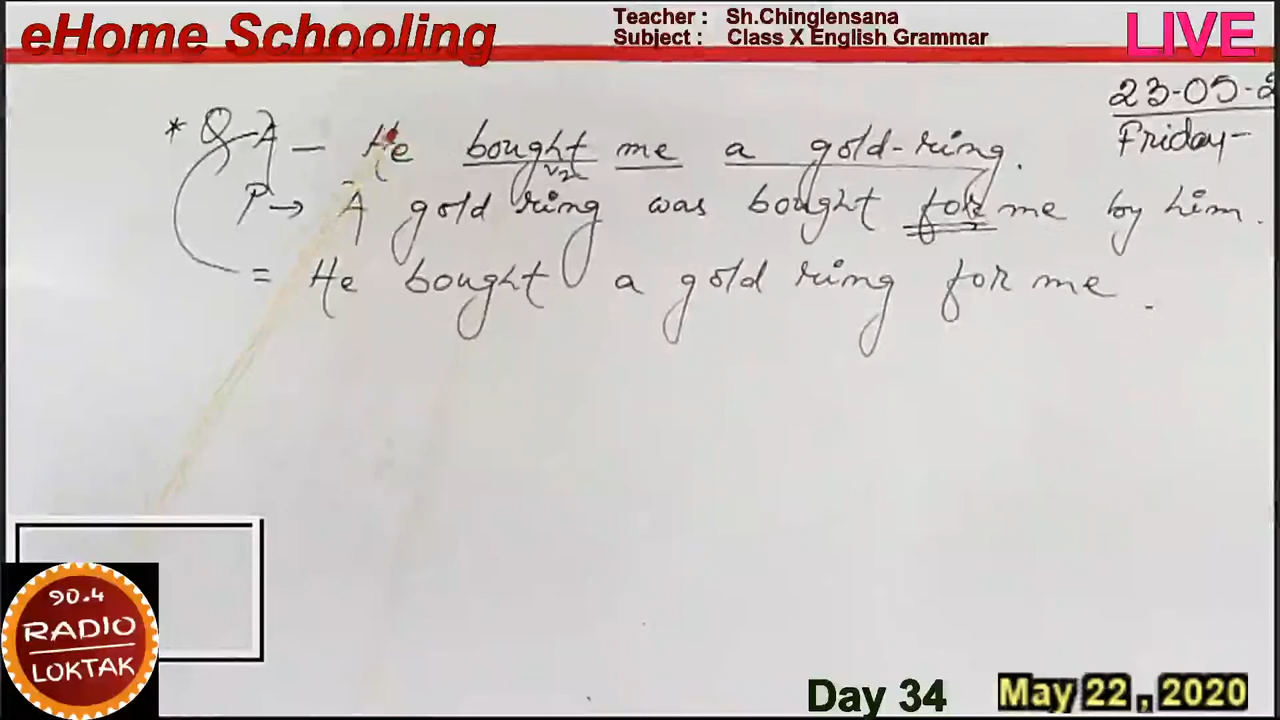 eHome Schooling
Teacher : Sh.Chinglensana
Subject : Class X English Grammar
LIVE
23-05-2
Friday-
* Q-A - He bought me a gold-ring.
V2
P→ A gold ring was bought for me by him.
= He bought a gold ring for me.
90.4
RADIO
LOKTAK
Day 34
May 22 , 2020